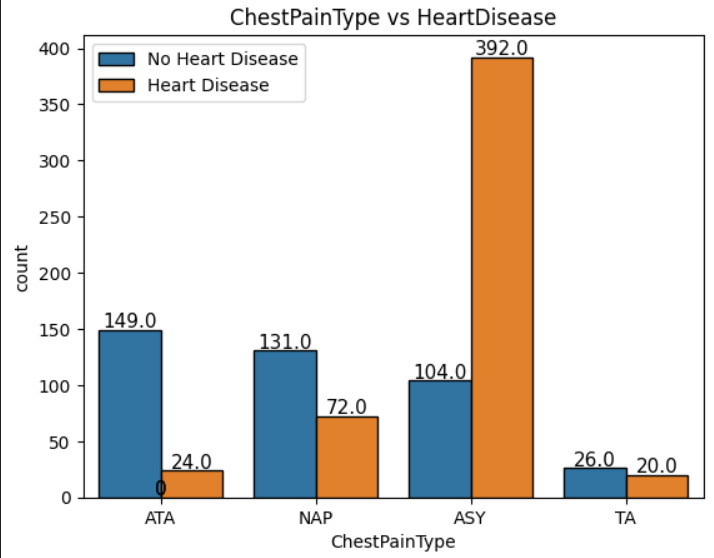 ChestPainType vs HeartDisease
No Heart Disease
Heart Disease
400
350
300
250
200
150
100
50
0
count
149.0
24.0
0
131.0
72.0
104.0
392.0
26.0
20.0
ATA
NAP
ASY
TA
ChestPainType